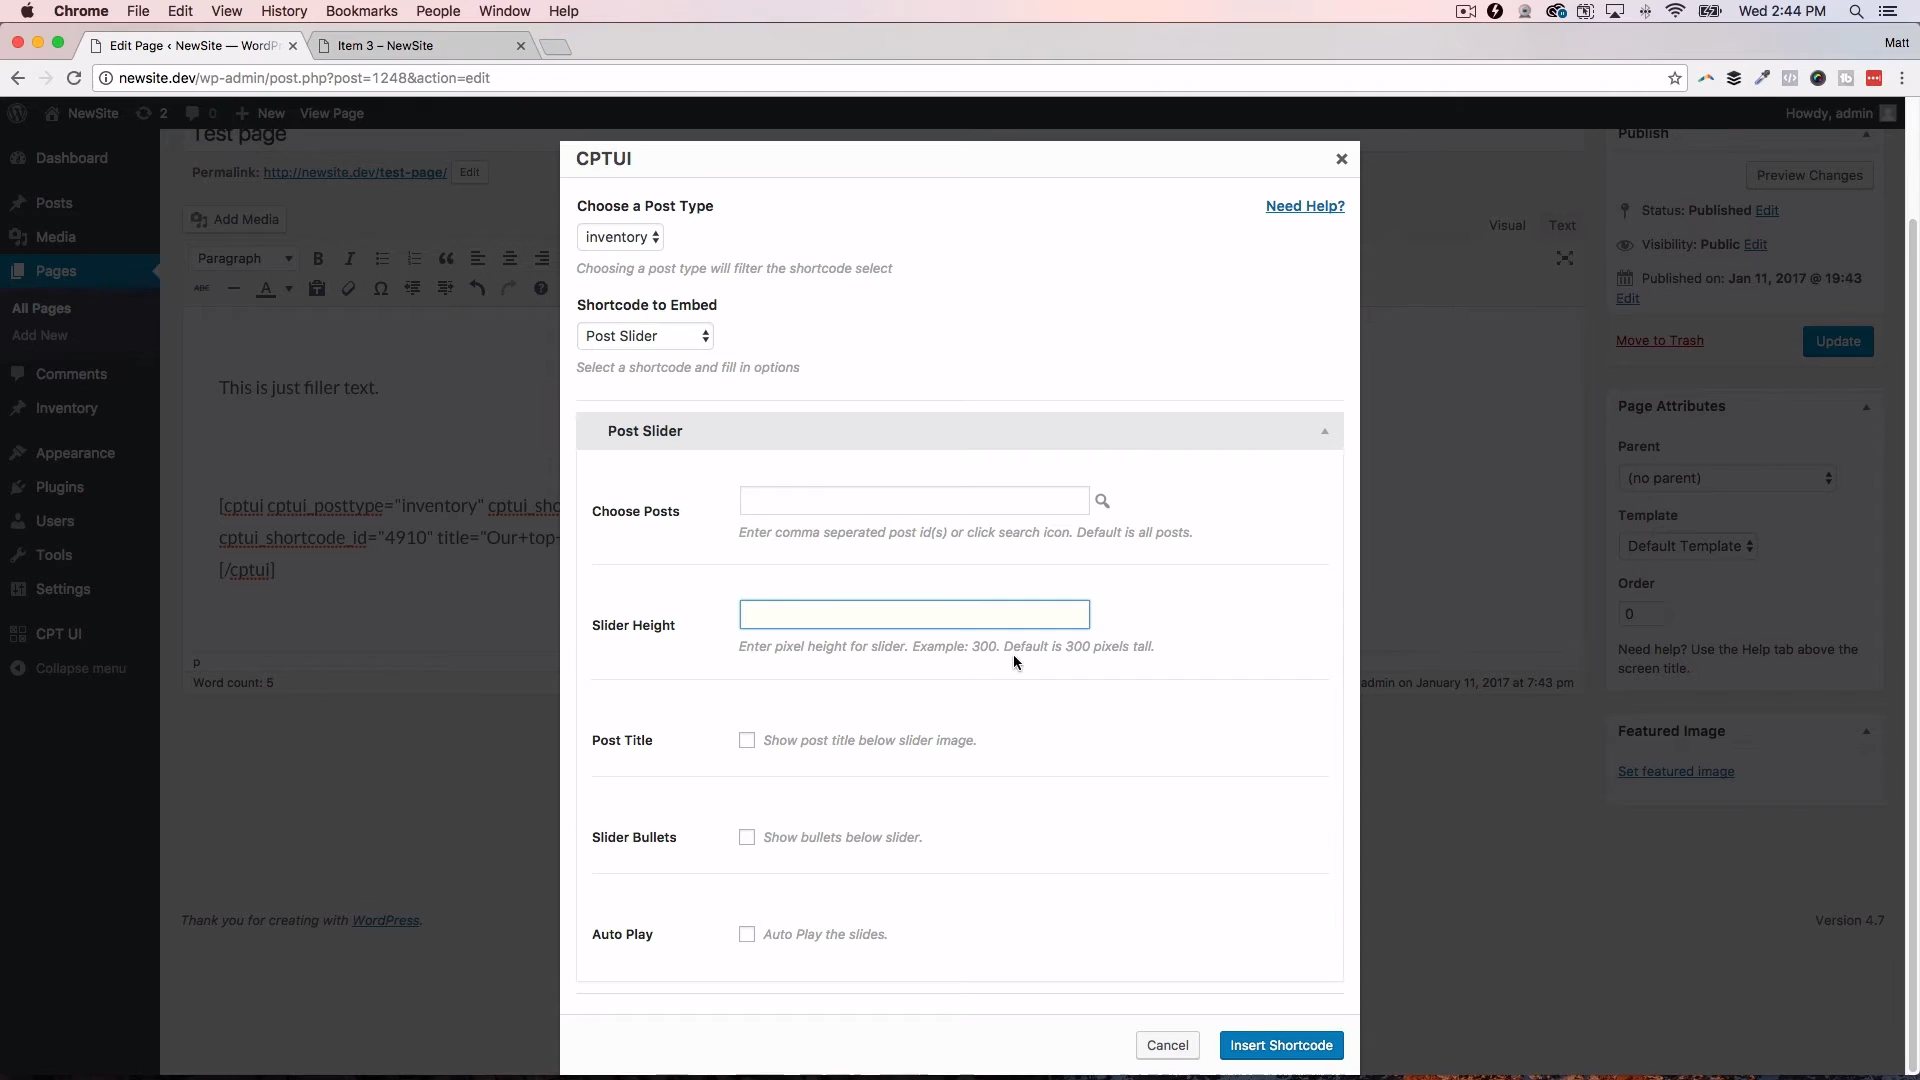 Chrome File Edit View History Bookmarks People Window Help Wed 2:44 PM
Edit Page ‹ NewSite — WordP Item 3 – NewSite Matt
newsite.dev/wp-admin/post.php?post=1248&action=edit
NewSite 2 0 New View Page Howdy, admin
Dashboard
Posts
Media
Pages
All Pages
Add New
Comments
Inventory
Appearance
Plugins
Users
Tools
Settings
CPT UI
Collapse menu
Test page
Permalink: http://newsite.dev/test-page/ Edit
Add Media
Visual Text
Paragraph
This is just filler text.
[cptui cptui_posttype="inventory" cptui_sho
cptui_shortcode_id="4910" title="Our+top-
[/cptui]
p
Word count: 5
admin on January 11, 2017 at 7:43 pm
Thank you for creating with WordPress.
Version 4.7
CPTUI
Choose a Post Type
Need Help?
inventory
Choosing a post type will filter the shortcode select
Shortcode to Embed
Post Slider
Select a shortcode and fill in options
Post Slider
Choose Posts
Enter comma seperated post id(s) or click search icon. Default is all posts.
Slider Height
Enter pixel height for slider. Example: 300. Default is 300 pixels tall.
Post Title
Show post title below slider image.
Slider Bullets
Show bullets below slider.
Auto Play
Auto Play the slides.
Cancel
Insert Shortcode
Publish
Preview Changes
Status: Published Edit
Visibility: Public Edit
Published on: Jan 11, 2017 @ 19:43
Edit
Move to Trash
Update
Page Attributes
Parent
(no parent)
Template
Default Template
Order
0
Need help? Use the Help tab above the
screen title.
Featured Image
Set featured image